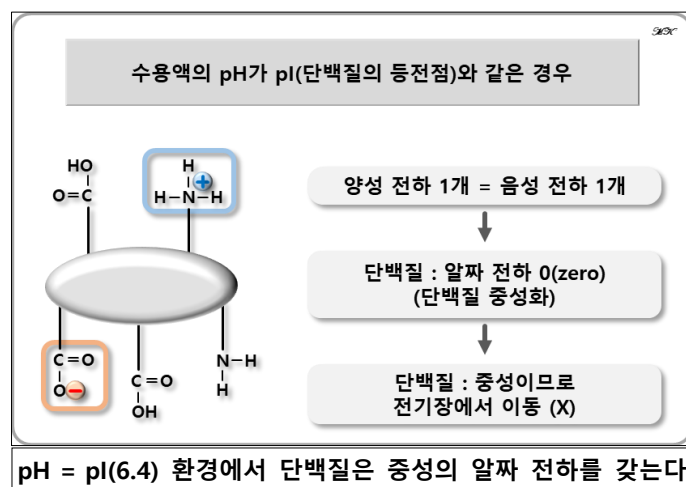 수용액의 pH가 pI(단백질의 등전점)와 같은 경우
HO
O=C
H
H-N-H
양성 전하 1개 = 음성 전하 1개
단백질 : 알짜 전하 0(zero)
(단백질 중성화)
C=O
O
C=O
OH
N-H
H
단백질 : 중성이므로
전기장에서 이동 (X)
pH = pI(6.4) 환경에서 단백질은 중성의 알짜 전하를 갖는다